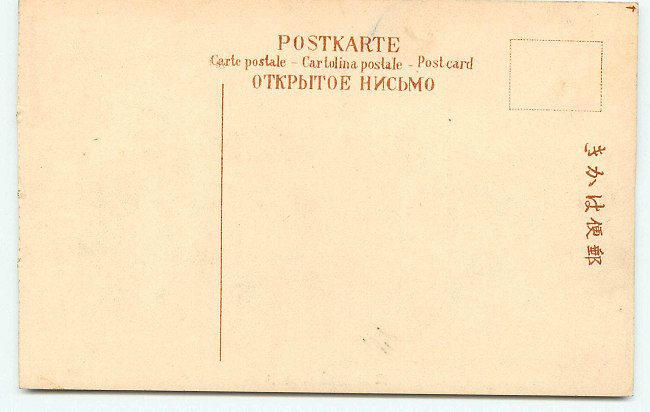 POSTKARTE
Carte postale – Cartolina postale – Post card
ОТКРЫТОЕ НИСЬМО
郵便はかき